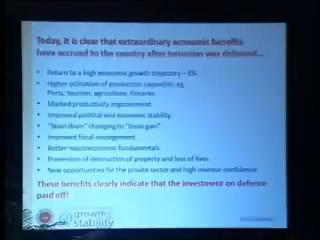 Today, it is clear that extraordinary economic benefits
have accrued to the country after terrorism was defeated...
Return to a high economic growth trajectory – 8%
Higher utilisation of production capacities, eg
Ports, tourism, agriculture, fisheries
Marked productivity improvement
Improved political and economic stability
"Brain drain" changing to "brain gain"
Improved fiscal management
Better macroeconomic fundamentals
Prevention of destruction of property and loss of lives
New opportunities for the private sector and high investor confidence
These benefits clearly indicate that the investment on defence
paid off!
growth
Stability